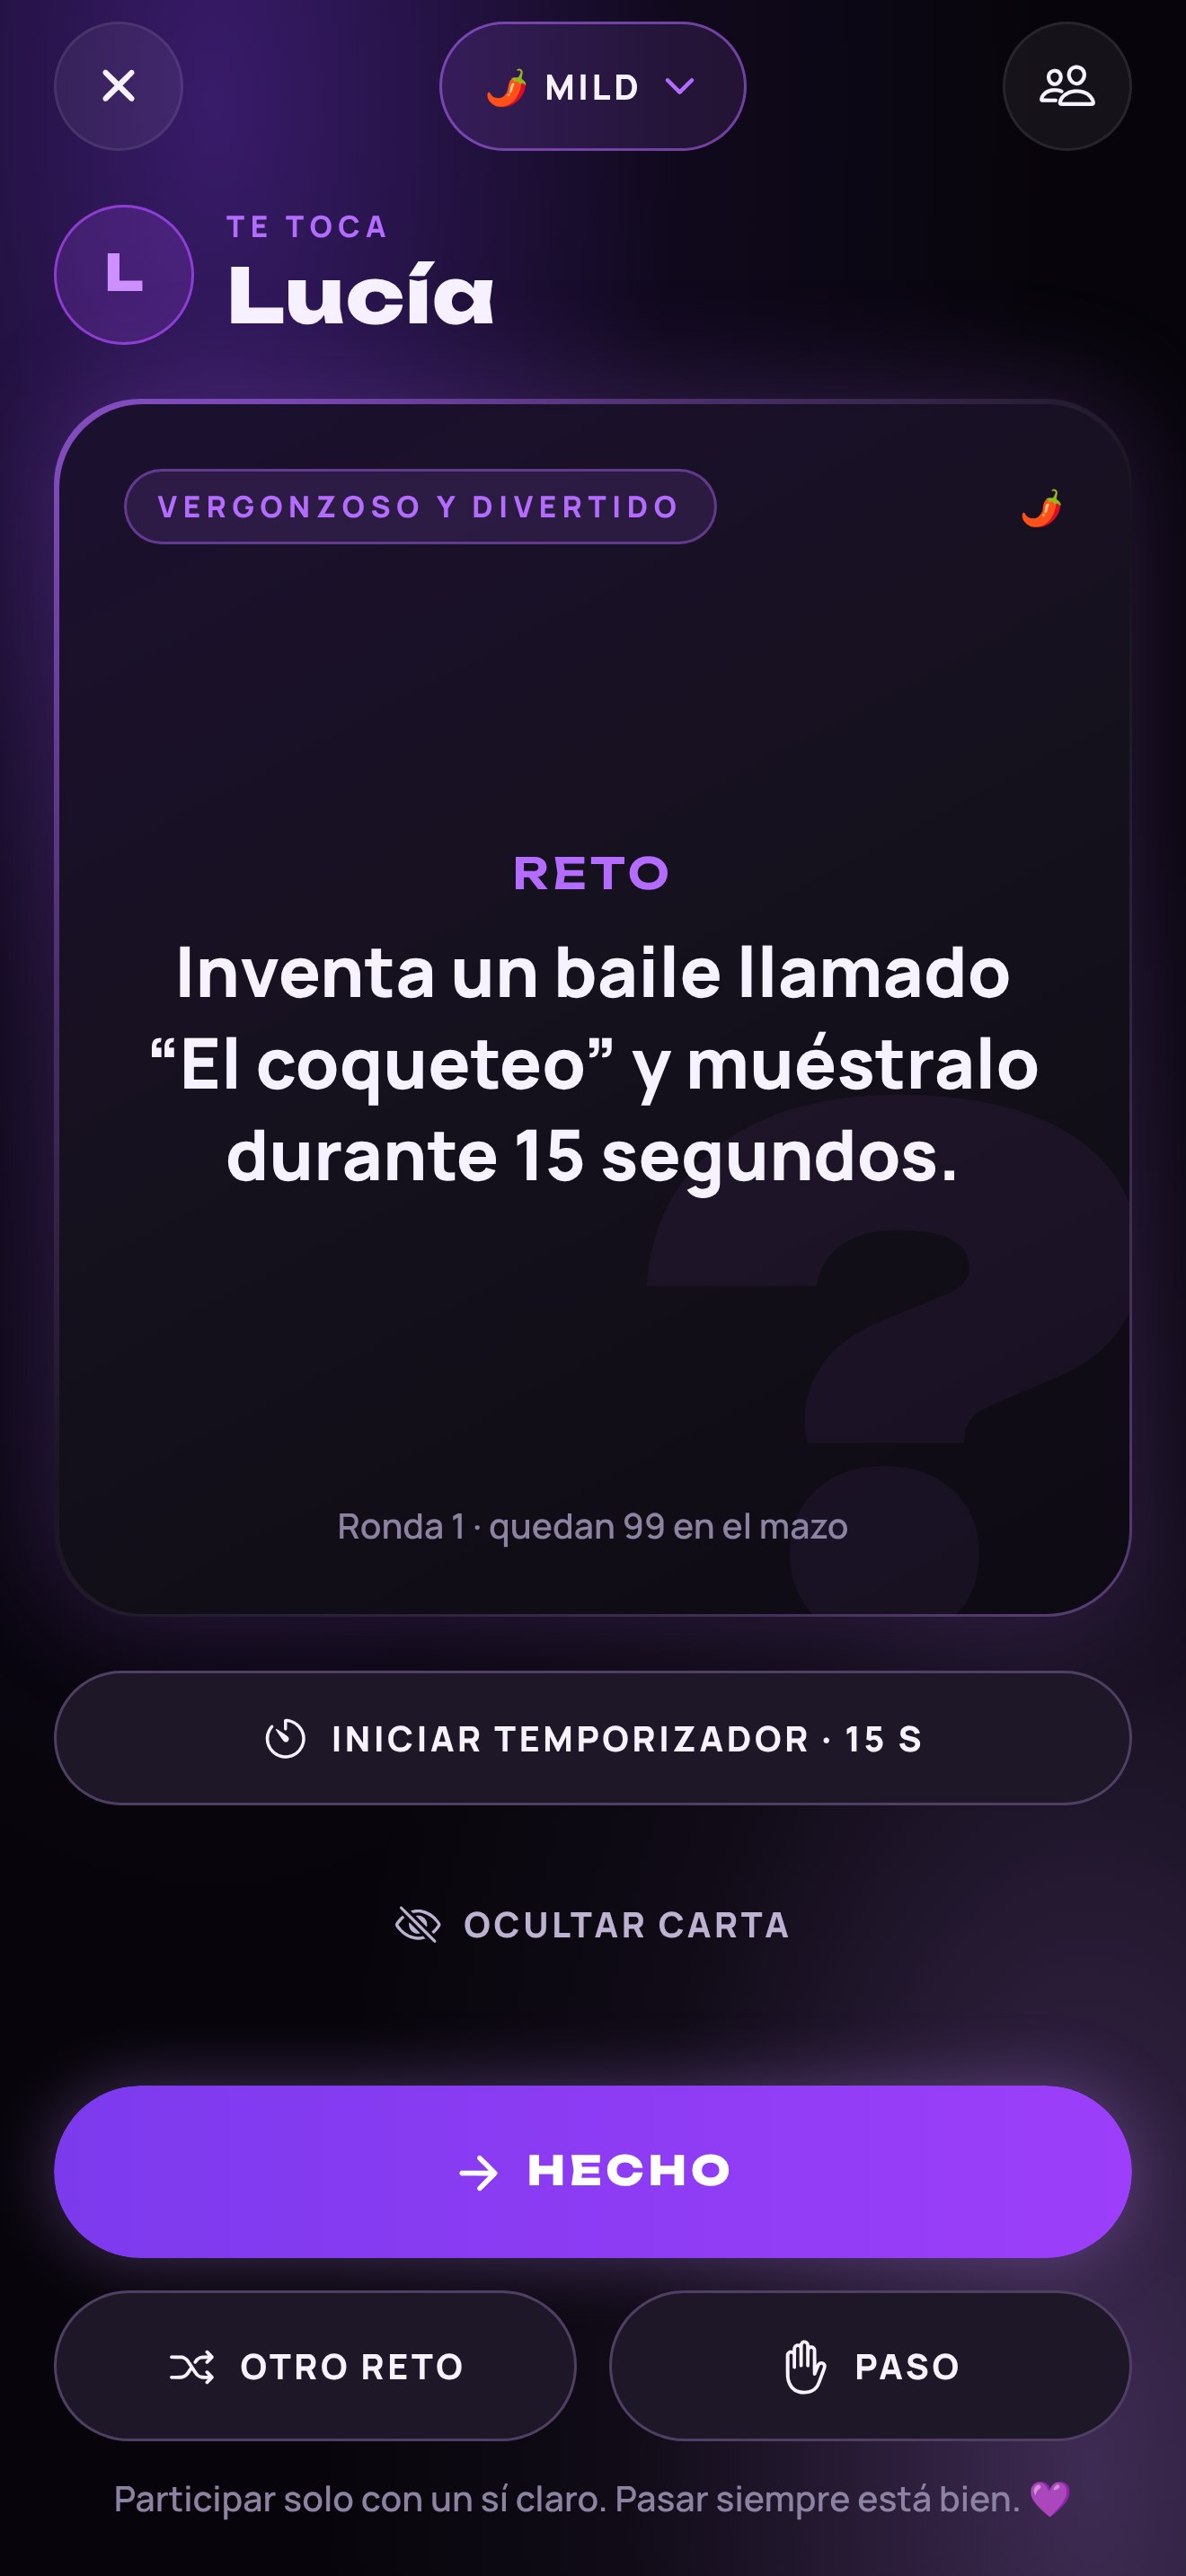 MILD
TE TOCA
L
Lucía
VERGONZOSO Y DIVERTIDO
RETO
Inventa un baile llamado
“El coqueteo” y muéstralo
durante 15 segundos.
?
Ronda 1 · quedan 99 en el mazo
INICIAR TEMPORIZADOR · 15 S
OCULTAR CARTA
HECHO
OTRO RETO
PASO
Participar solo con un sí claro. Pasar siempre está bien. 💜